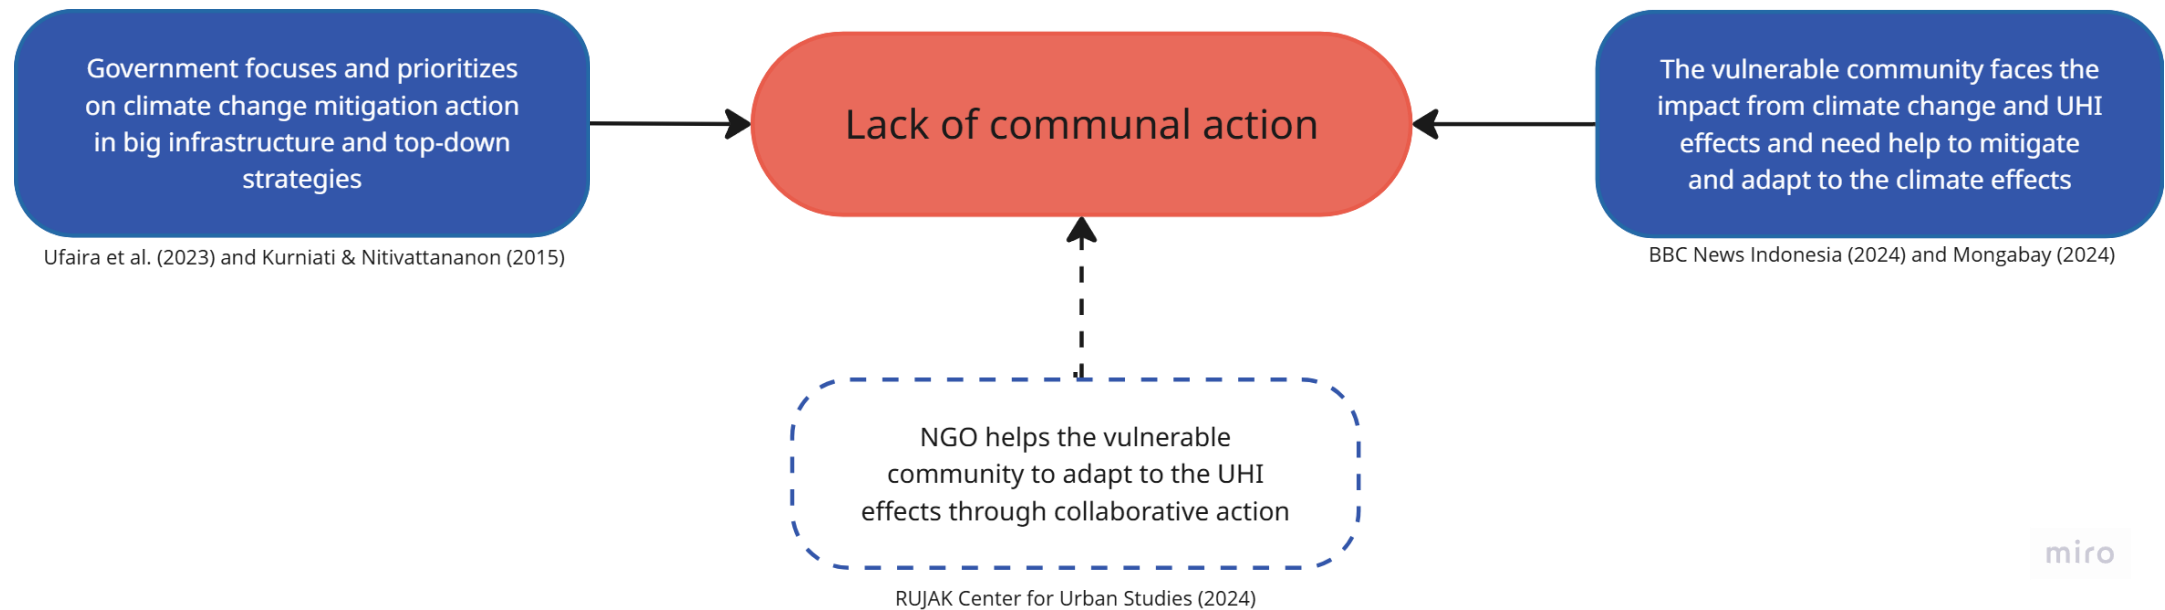 Government focuses and prioritizes
on climate change mitigation action
in big infrastructure and top-down
strategies
Ufaira et al. (2023) and Kurniati & Nitivattananon (2015)
Lack of communal action
The vulnerable community faces the
impact from climate change and UHI
effects and need help to mitigate
and adapt to the climate effects
BBC News Indonesia (2024) and Mongabay (2024)
NGO helps the vulnerable
community to adapt to the UHI
effects through collaborative action
RUJAK Center for Urban Studies (2024)
miro